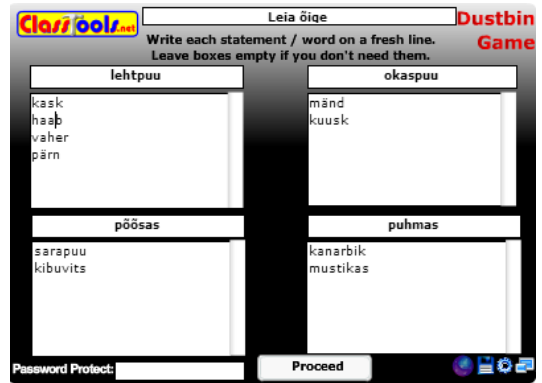 ClassTools.net
Leia õige
Dustbin
Game
Write each statement / word on a fresh line.
Leave boxes empty if you don't need them.
lehtpuu
kask
haab
vaher
pärn
okaspuu
mänd
kuusk
põõsas
sarapuu
kibuvits
puhmas
kanarbik
mustikas
Password Protect:
Proceed